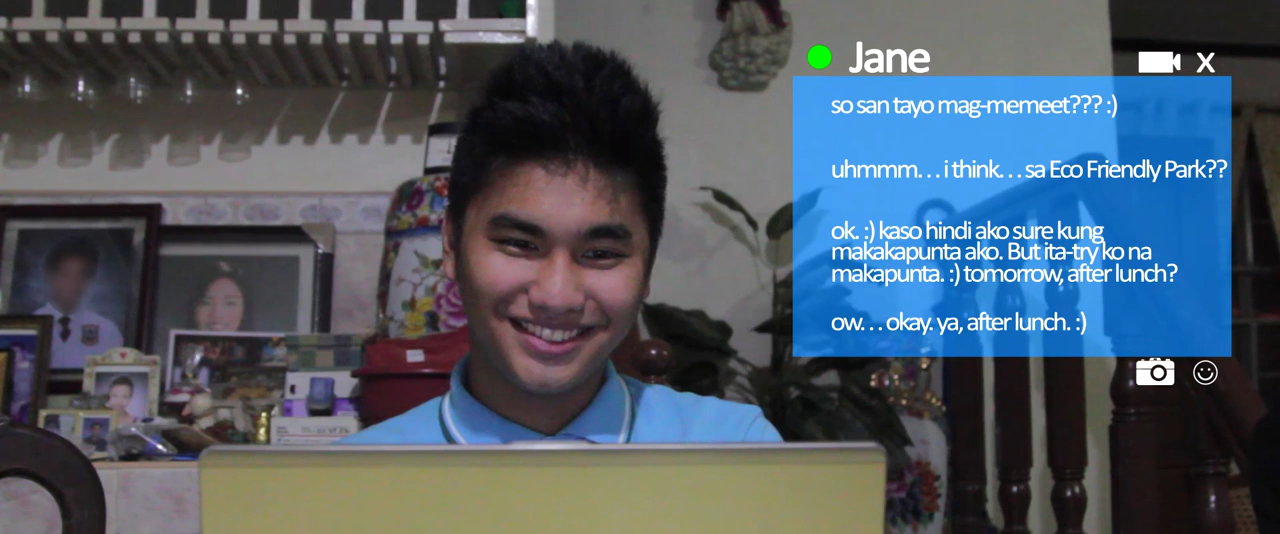 Jane
X
so san tayo mag-memeet??? :)
uhmmm. . . i think. . . sa Eco Friendly Park??
ok. :) kaso hindi ako sure kung
makakapunta ako. But ita-try ko na
makapunta. :) tomorrow, after lunch?
ow. . . okay. ya, after lunch. :)